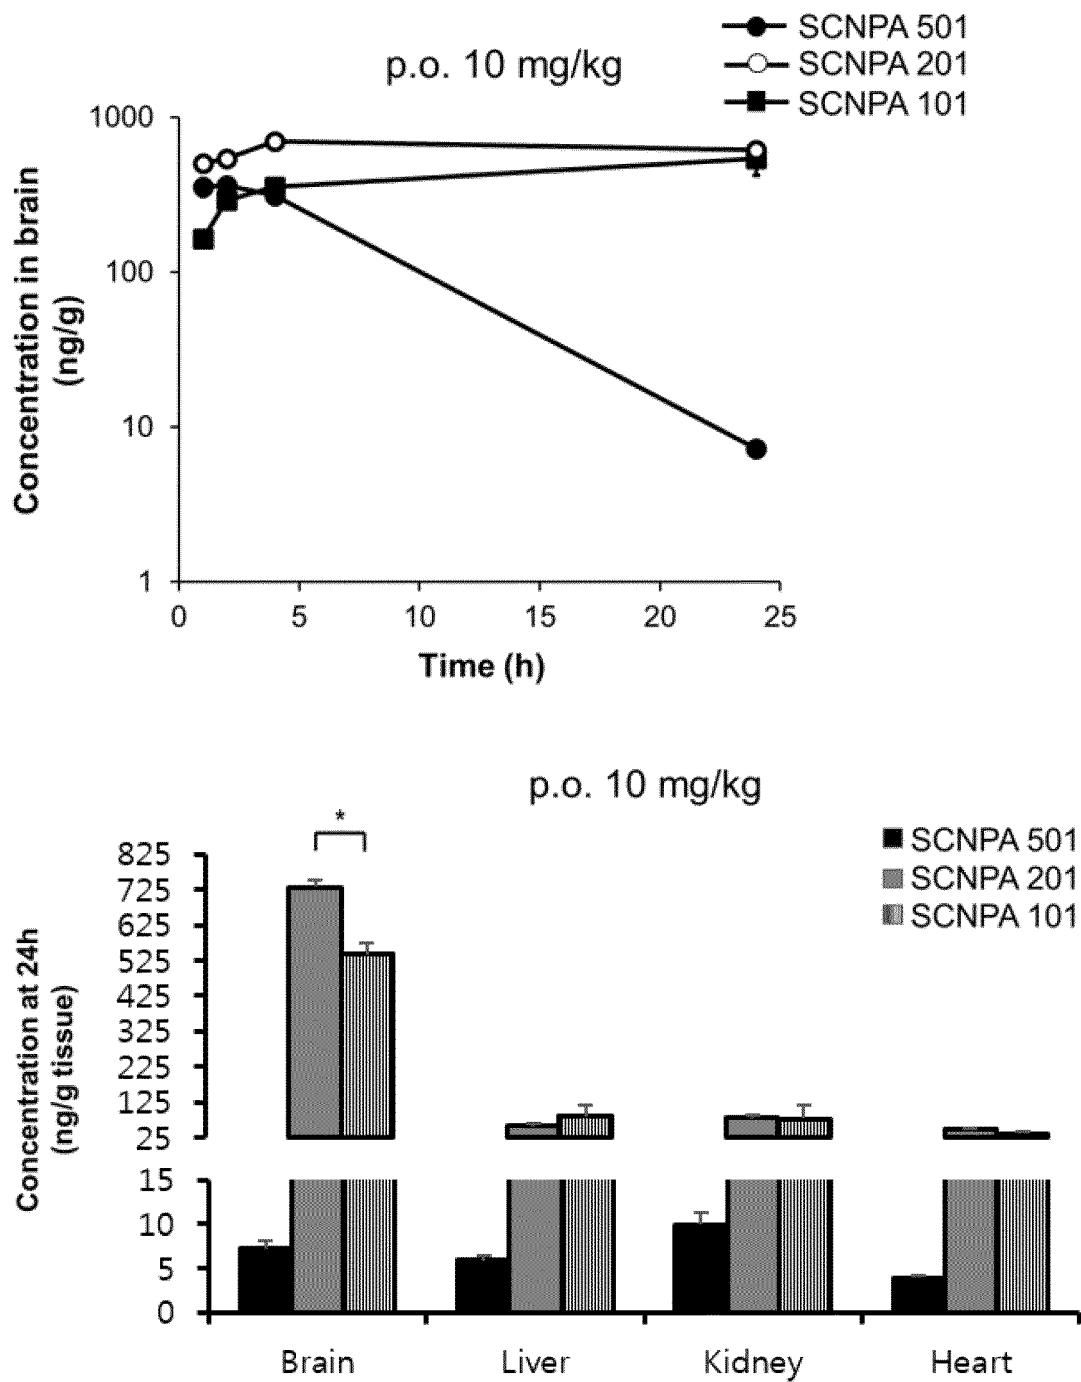 SCNPA 501
SCNPA 201
SCNPA 101
p.o. 10 mg/kg
1000
100
10
1
0 5 10 15 20 25
Concentration in brain
(ng/g)
Time (h)
p.o. 10 mg/kg
*
SCNPA 501
SCNPA 201
SCNPA 101
825
725
625
525
425
325
225
125
25
15
10
5
0
Concentration at 24h
(ng/g tissue)
Brain Liver Kidney Heart